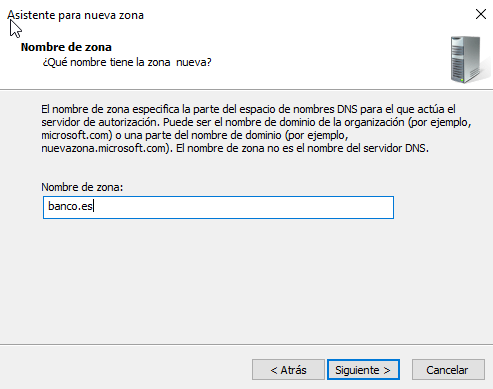 Asistente para nueva zona
Nombre de zona
¿Qué nombre tiene la zona nueva?
El nombre de zona especifica la parte del espacio de nombres DNS para el que actúa el
servidor de autorización. Puede ser el nombre de dominio de la organización (por ejemplo,
microsoft.com) o una parte del nombre de dominio (por ejemplo,
nuevazona.microsoft.com). El nombre de zona no es el nombre del servidor DNS.
Nombre de zona:
banco.es
< Atrás
Siguiente >
Cancelar